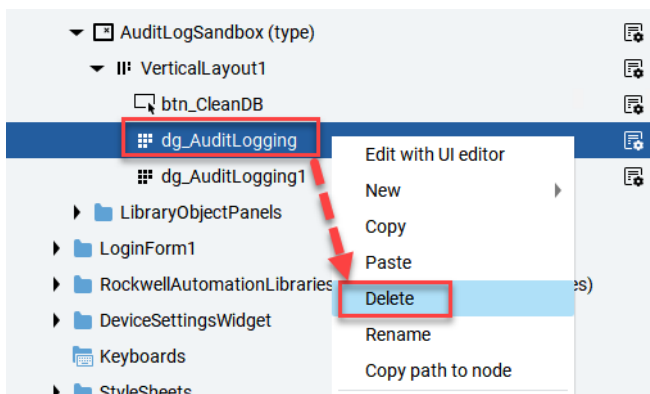 AuditLogSandbox (type)
VerticalLayout1
btn_CleanDB
dg_AuditLogging
dg_AuditLogging1
LibraryObjectPanels
LoginForm1
RockwellAutomationLibraries
es)
DeviceSettingsWidget
Keyboards
StyleSheets
Edit with UI editor
New
Copy
Paste
Delete
Rename
Copy path to node